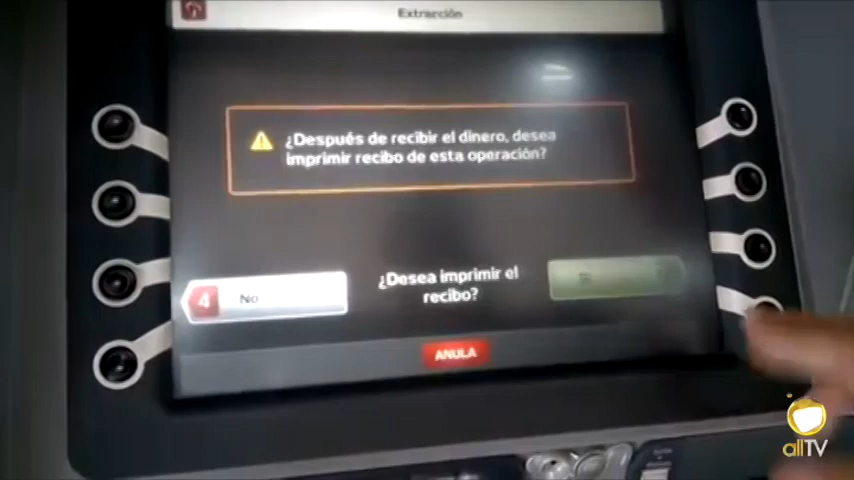 Extracción
¿Después de recibir el dinero, desea
imprimir recibo de esta operación?
¿Desea imprimir el
recibo?
4 No
ANULA
allTV